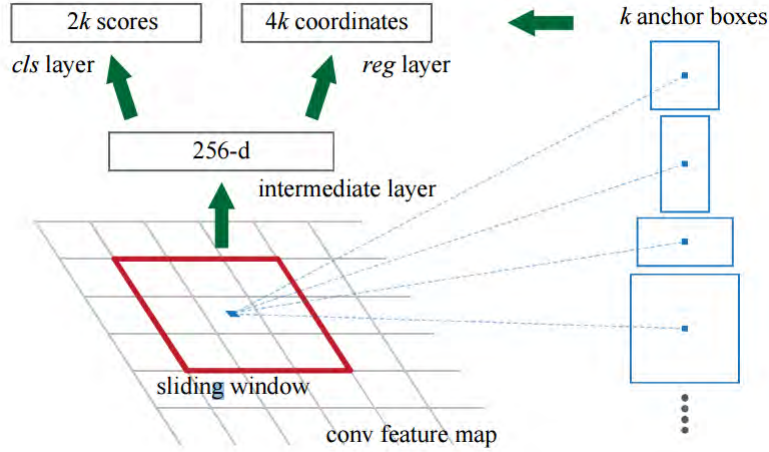 2k scores
4k coordinates
k anchor boxes
cls layer
reg layer
256-d
intermediate layer
sliding window
conv feature map